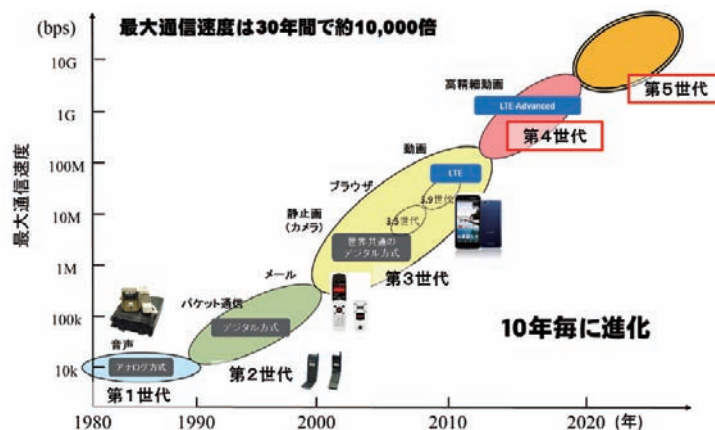 (bps)
最大通信速度は30年間で約10,000倍
10G
1G
100M
10M
1M
100k
10k
最大通信速度
高精細動画
LTE-Advanced
第5世代
第4世代
動画
LTE
ブラウザ
3.9世代
3.5世代
静止画
(カメラ)
世界共通の
デジタル方式
メール
第3世代
パケット通信
デジタル方式
10年毎に進化
音声
アナログ方式
第2世代
第1世代
1980
1990
2000
2010
2020
(年)